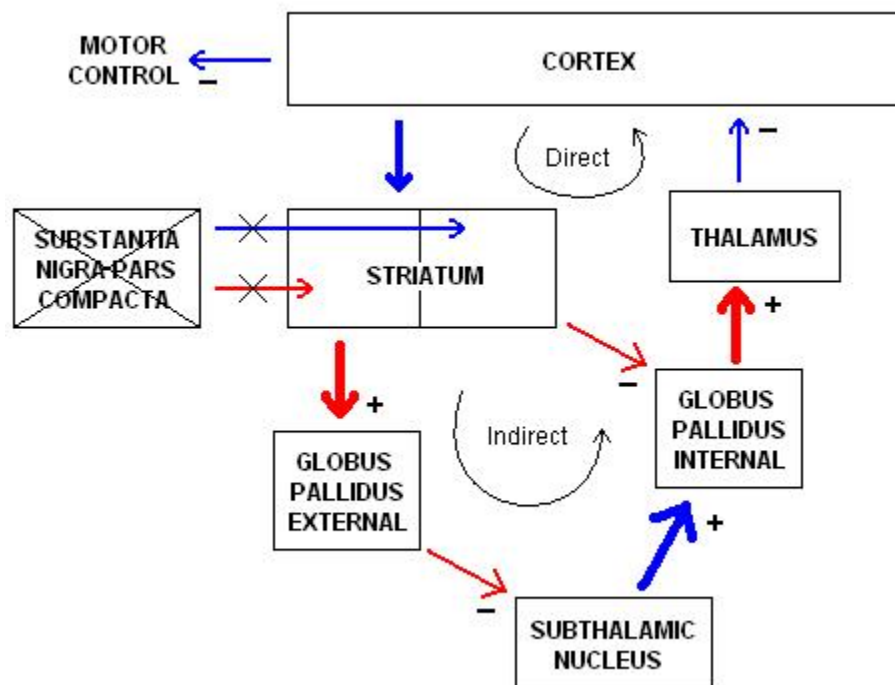 MOTOR
CONTROL
−
CORTEX
Direct
−
SUBSTANTIA
NIGRA PARS
COMPACTA
STRIATUM
THALAMUS
+
−
+
Indirect
GLOBUS
PALLIDUS
INTERNAL
GLOBUS
PALLIDUS
EXTERNAL
+
−
SUBTHALAMIC
NUCLEUS